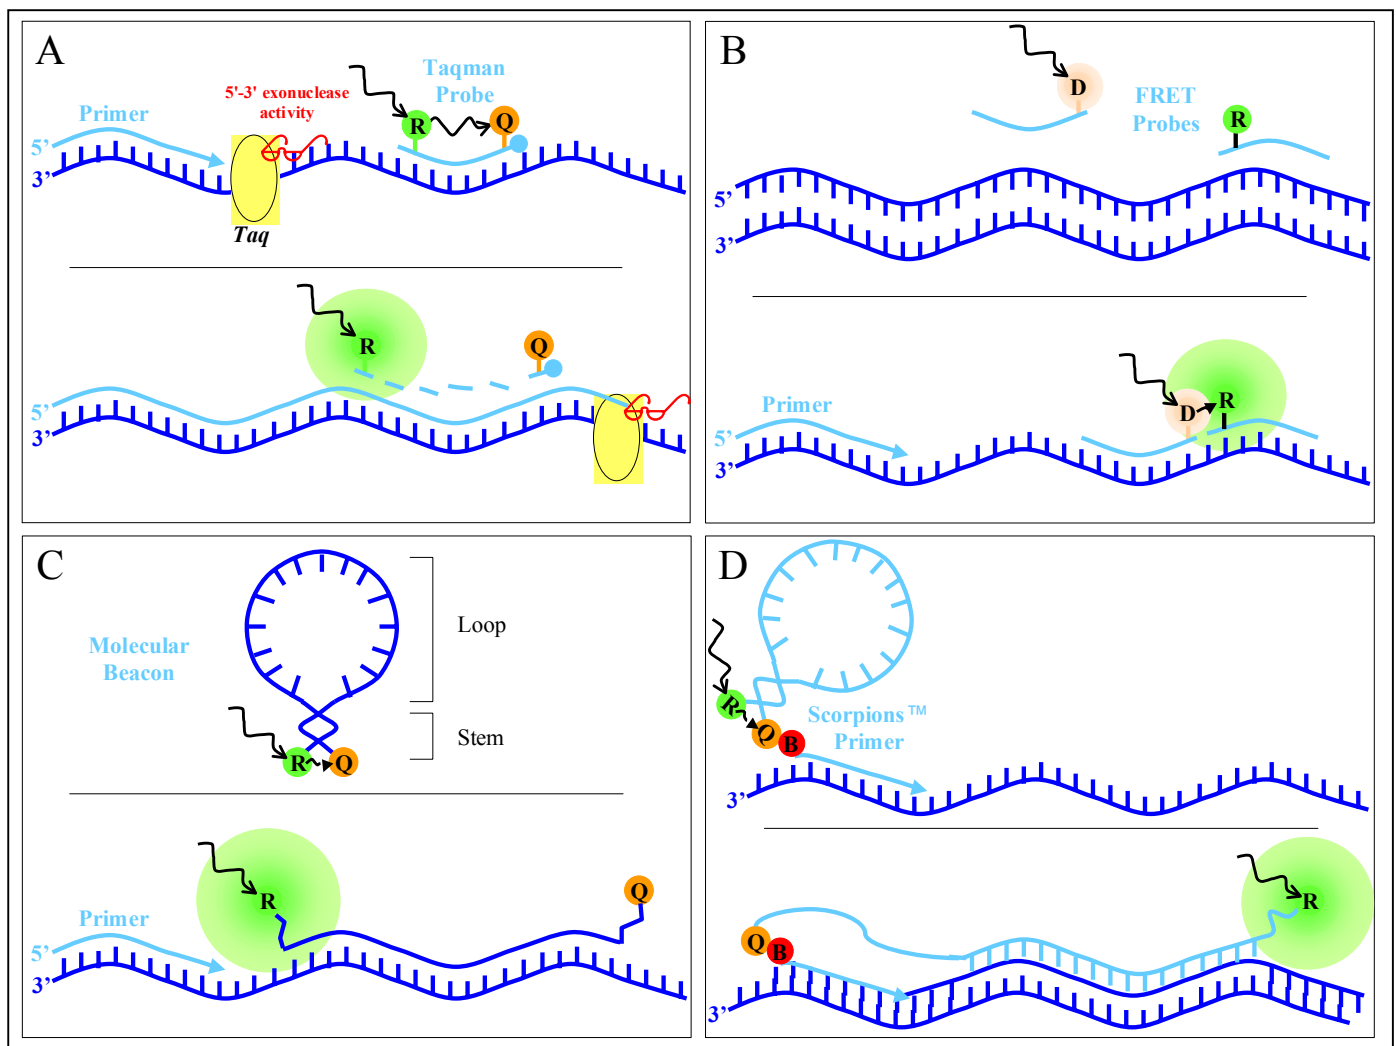 A
Taqman
Probe
5'-3' exonuclease
activity
Primer
R
Q
5’
3’
Taq
R
Q
5’
3’
B
D
FRET
Probes
R
5’
3’
Primer
D
R
5’
3’
C
Loop
Molecular
Beacon
Stem
R
Q
Primer
R
Q
5’
3’
D
R
Q
B
Scorpions™
Primer
3’
R
Q
B
3’